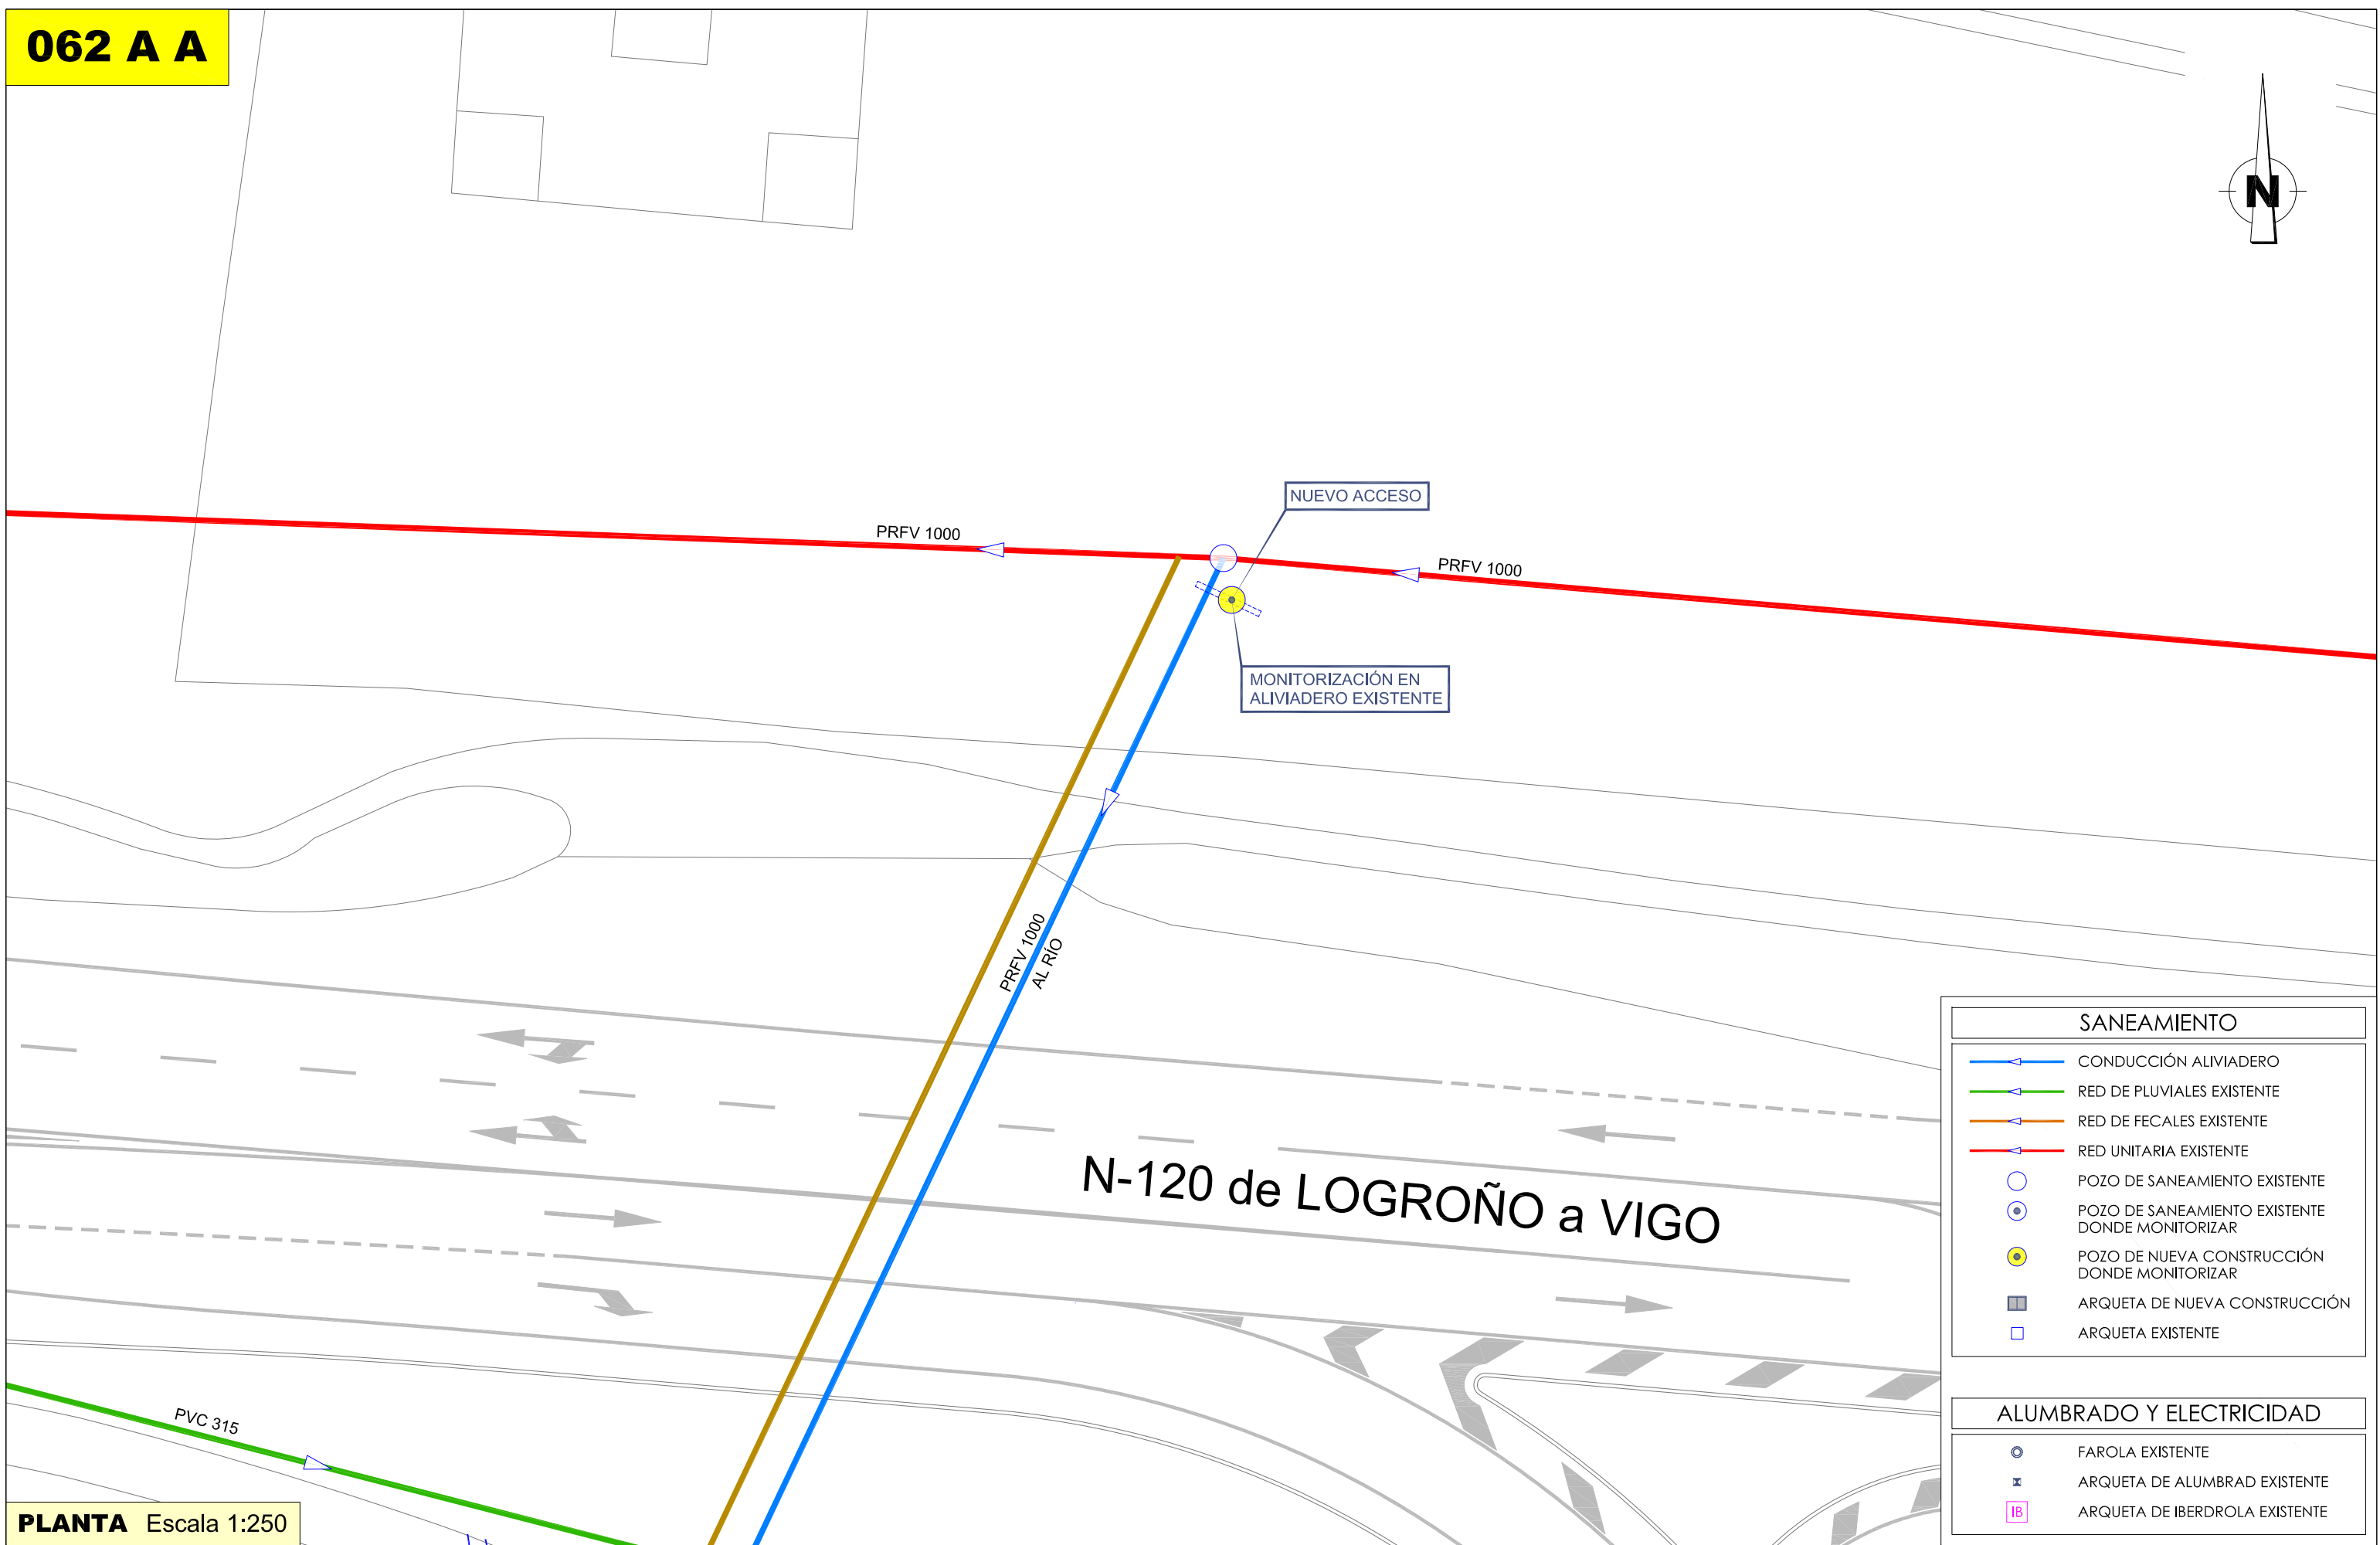 062 A A
N
NUEVO ACCESO
PRFV 1000
PRFV 1000
MONITORIZACIÓN EN
ALIVIADERO EXISTENTE
PRFV 1000
AL RÍO
N-120 de LOGROÑO a VIGO
PVC 315
PLANTA Escala 1:250
SANEAMIENTO
CONDUCCIÓN ALIVIADERO
RED DE PLUVIALES EXISTENTE
RED DE FECALES EXISTENTE
RED UNITARIA EXISTENTE
POZO DE SANEAMIENTO EXISTENTE
POZO DE SANEAMIENTO EXISTENTE
DONDE MONITORIZAR
POZO DE NUEVA CONSTRUCCIÓN
DONDE MONITORIZAR
ARQUETA DE NUEVA CONSTRUCCIÓN
ARQUETA EXISTENTE
ALUMBRADO Y ELECTRICIDAD
FAROLA EXISTENTE
ARQUETA DE ALUMBRAD EXISTENTE
IB ARQUETA DE IBERDROLA EXISTENTE